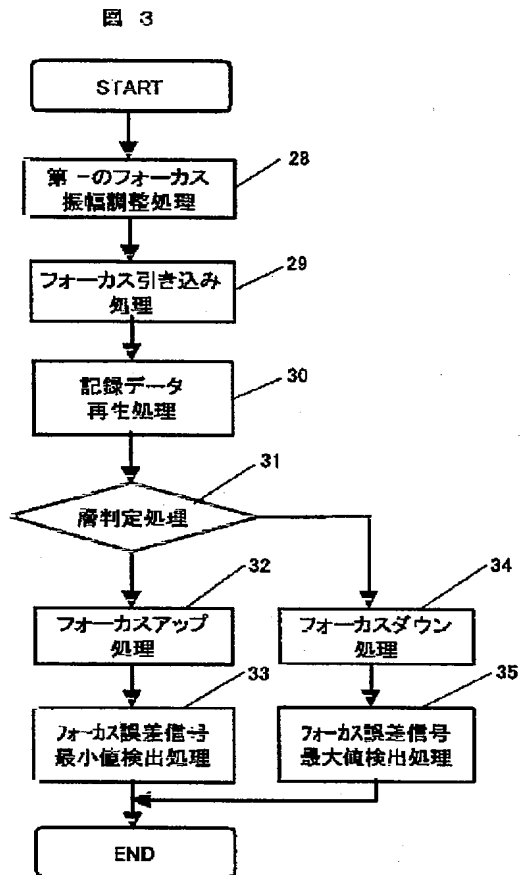 図 3
START
28
第一のフォーカス
振幅調整処理
29
フォーカス引き込み
処理
30
記録データ
再生処理
31
層判定処理
32
フォーカスアップ
処理
34
フォーカスダウン
処理
33
フォーカス誤差信号
最小値検出処理
35
フォーカス誤差信号
最大値検出処理
END